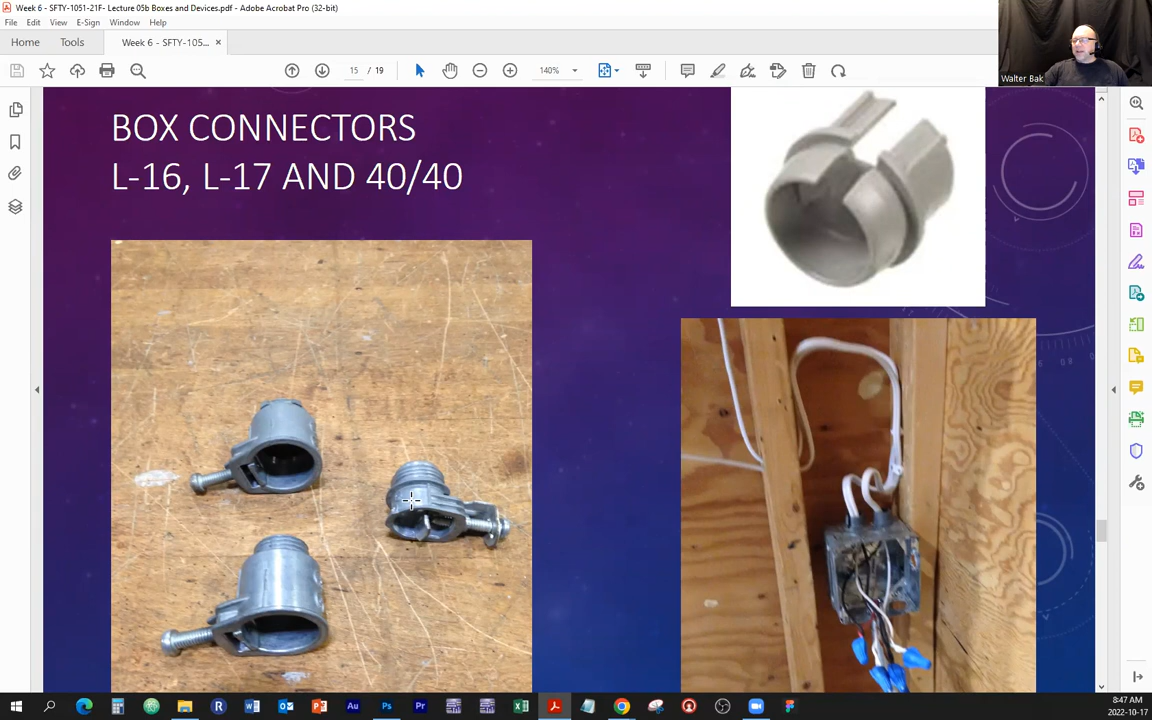 Week 6 - SFTY-1051-21F- Lecture 05b Boxes and Devices.pdf - Adobe Acrobat Pro (32-bit)
File Edit View E-Sign Window Help
Home Tools Week 6 - SFTY-105... ×
15 / 19 140%
Walter Bak
BOX CONNECTORS
L-16, L-17 AND 40/40
8:47 AM
2022-10-17